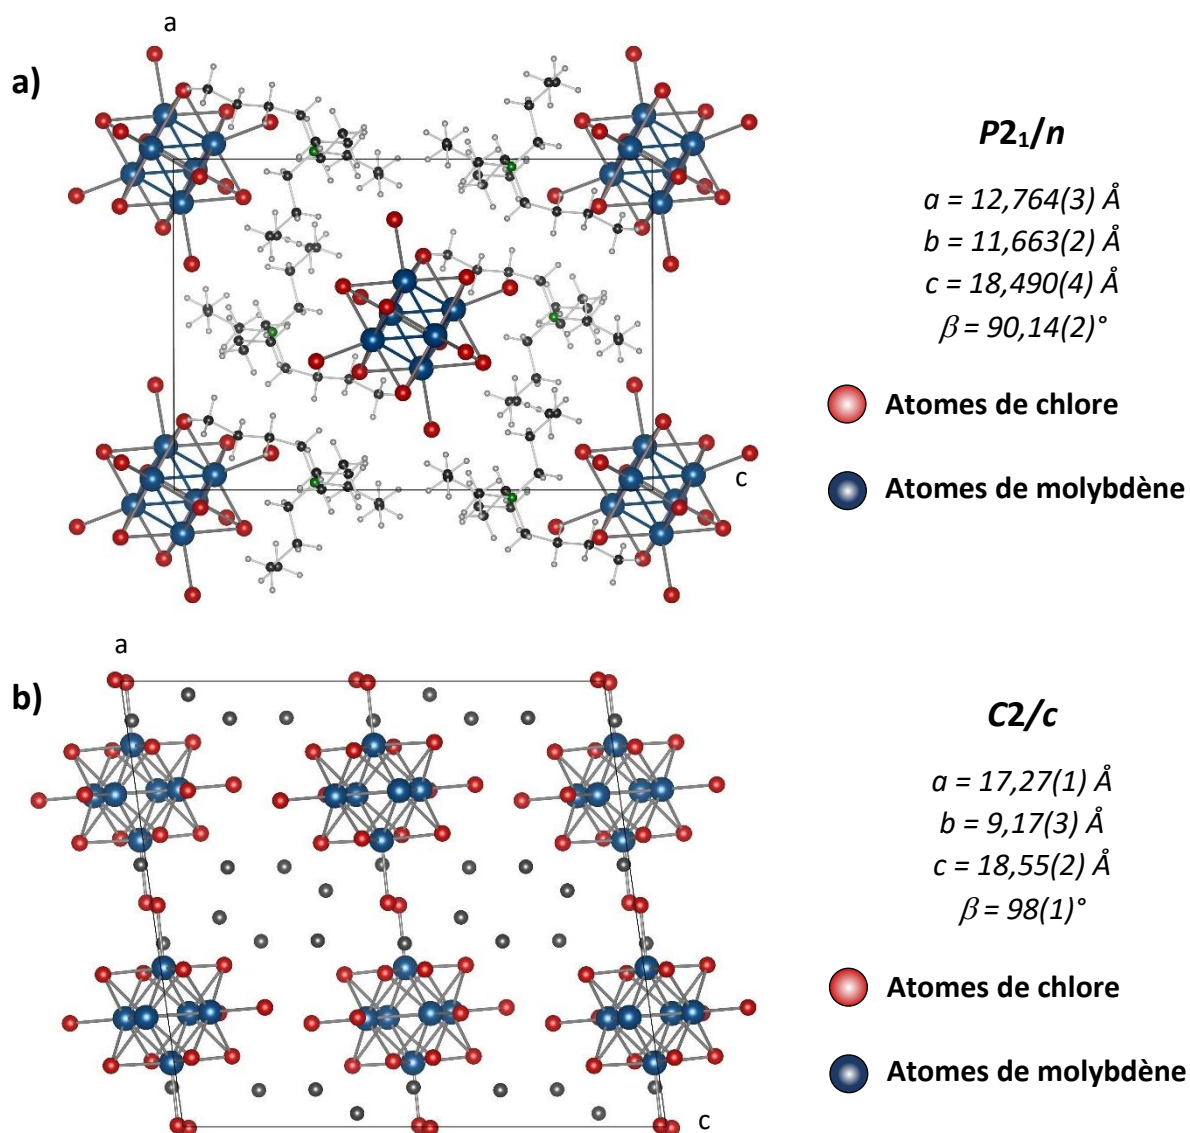 a
a)
c
P2₁/n
a = 12,764(3) Å
b = 11,663(2) Å
c = 18,490(4) Å
β = 90,14(2)°
Atomes de chlore
Atomes de molybdène
a
b)
c
C2/c
a = 17,27(1) Å
b = 9,17(3) Å
c = 18,55(2) Å
β = 98(1)°
Atomes de chlore
Atomes de molybdène